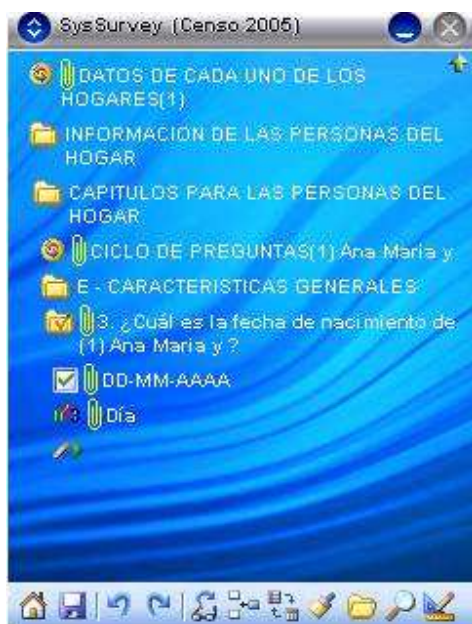 SysSurvey (Censo 2005)
DATOS DE CADA UNO DE LOS
HOGARES(1)
INFORMACION DE LAS PERSONAS DEL
HOGAR
CAPITULOS PARA LAS PERSONAS DEL
HOGAR
CICLO DE PREGUNTAS(1) Ana Maria y
E - CARACTERISTICAS GENERALES
3. ¿Cuál es la fecha de nacimiento de
(1) Ana Maria y ?
DD-MM-AAAA
Día